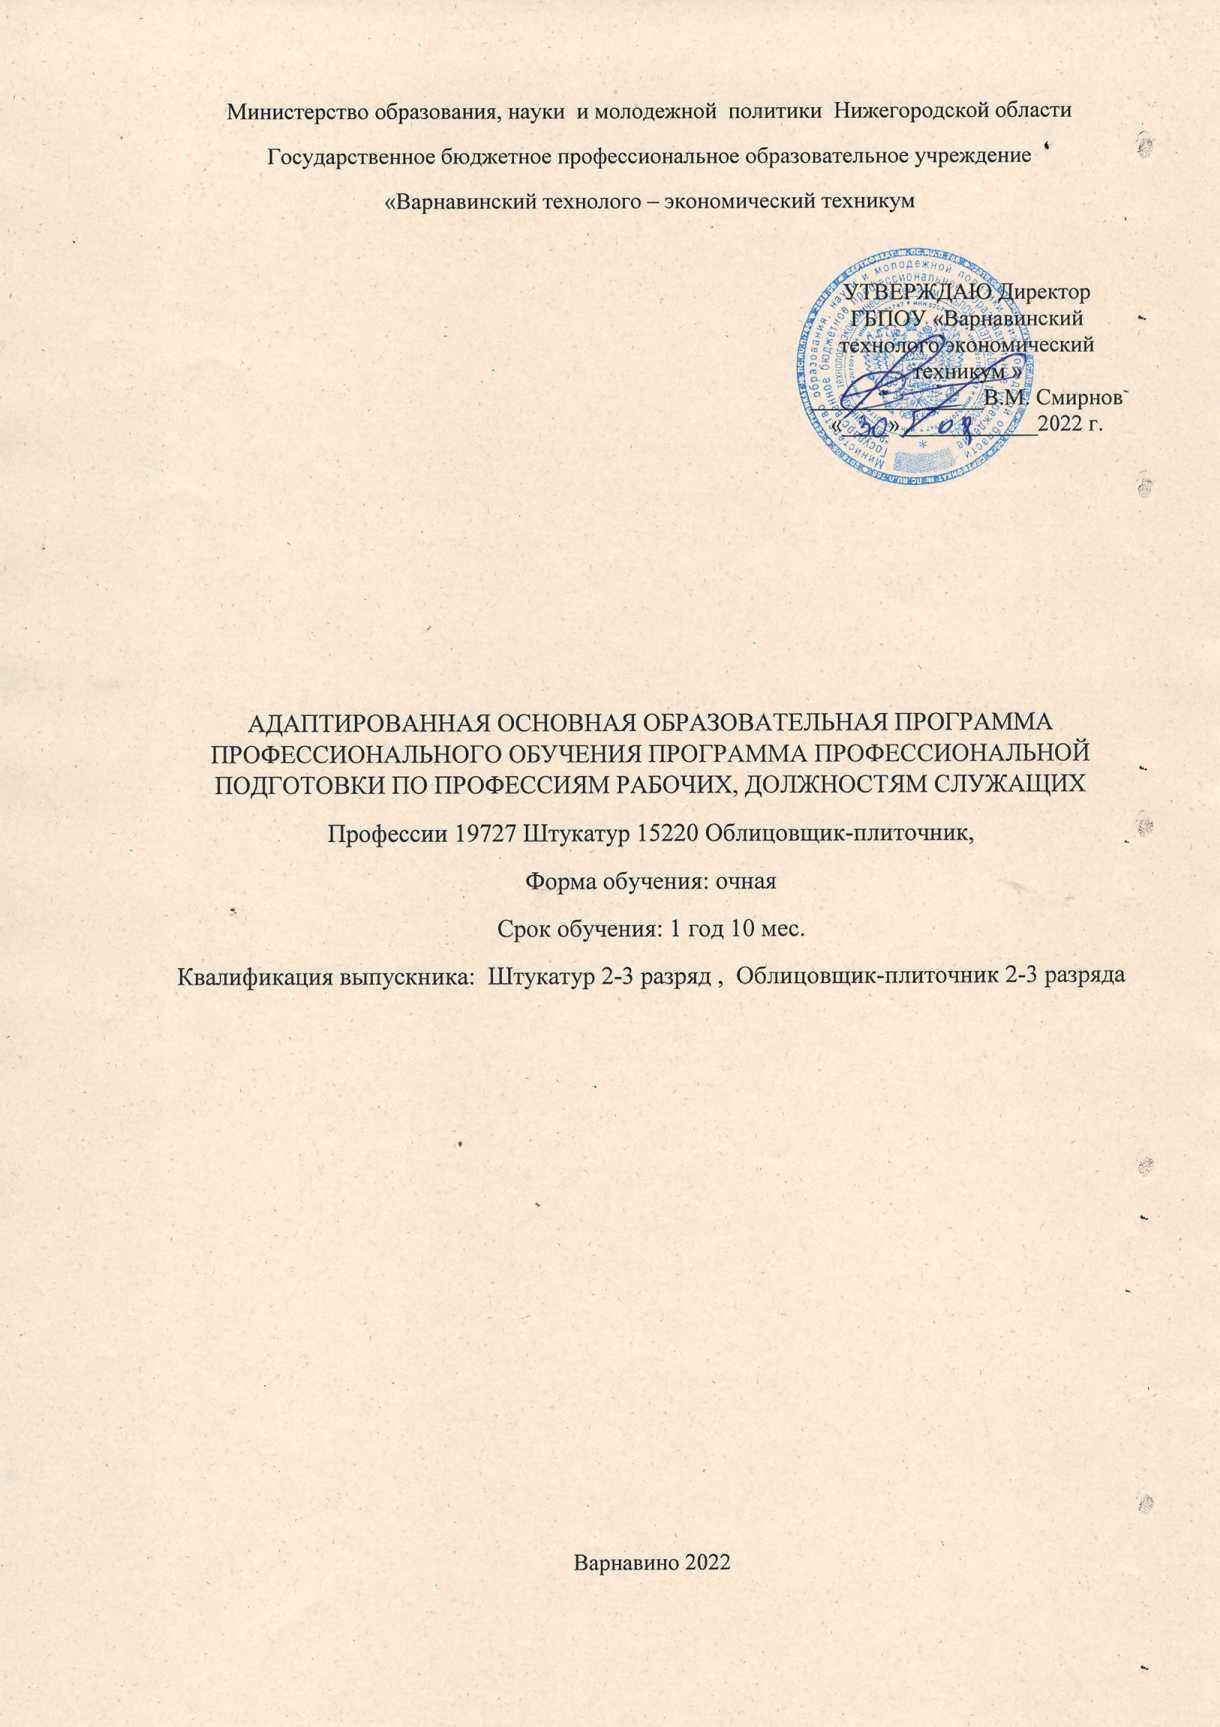 Министерство образования, науки и молодежной политики Нижегородской области
Государственное бюджетное профессиональное образовательное учреждение
«Варнавинский технолого – экономический техникум
УТВЕРЖДАЮ Директор
ГБПОУ «Варнавинский
технолого экономический
техникум »
В.М. Смирнов
«30» 08 2022 г.
АДАПТИРОВАННАЯ ОСНОВНАЯ ОБРАЗОВАТЕЛЬНАЯ ПРОГРАММА
ПРОФЕССИОНАЛЬНОГО ОБУЧЕНИЯ ПРОГРАММА ПРОФЕССИОНАЛЬНОЙ
ПОДГОТОВКИ ПО ПРОФЕССИЯМ РАБОЧИХ, ДОЛЖНОСТЯМ СЛУЖАЩИХ
Профессии 19727 Штукатур 15220 Облицовщик-плиточник,
Форма обучения: очная
Срок обучения: 1 год 10 мес.
Квалификация выпускника: Штукатур 2-3 разряд , Облицовщик-плиточник 2-3 разряда
Варнавино 2022